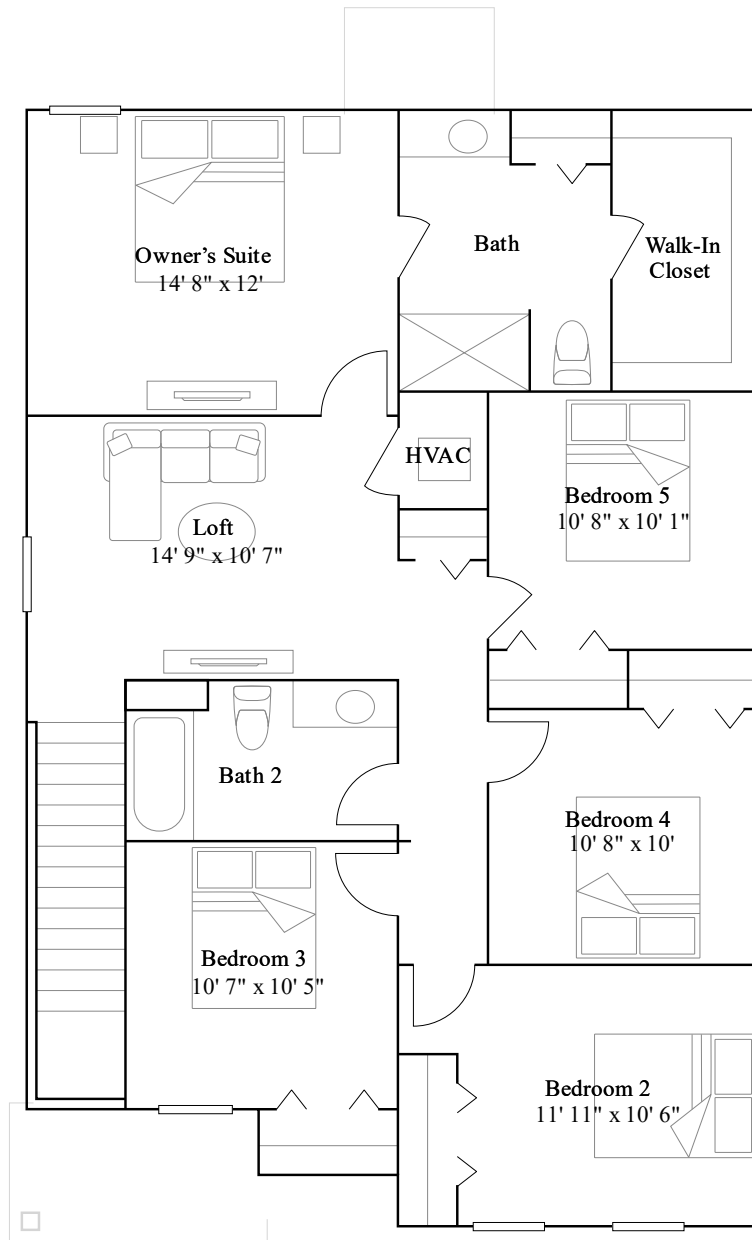 Owner’s Suite
14' 8" x 12'
Bath
Walk-In
Closet
HVAC
Loft
14' 9" x 10' 7"
Bedroom 5
10' 8" x 10' 1"
Bath 2
Bedroom 4
10' 8" x 10'
Bedroom 3
10' 7" x 10' 5"
Bedroom 2
11' 11" x 10' 6"